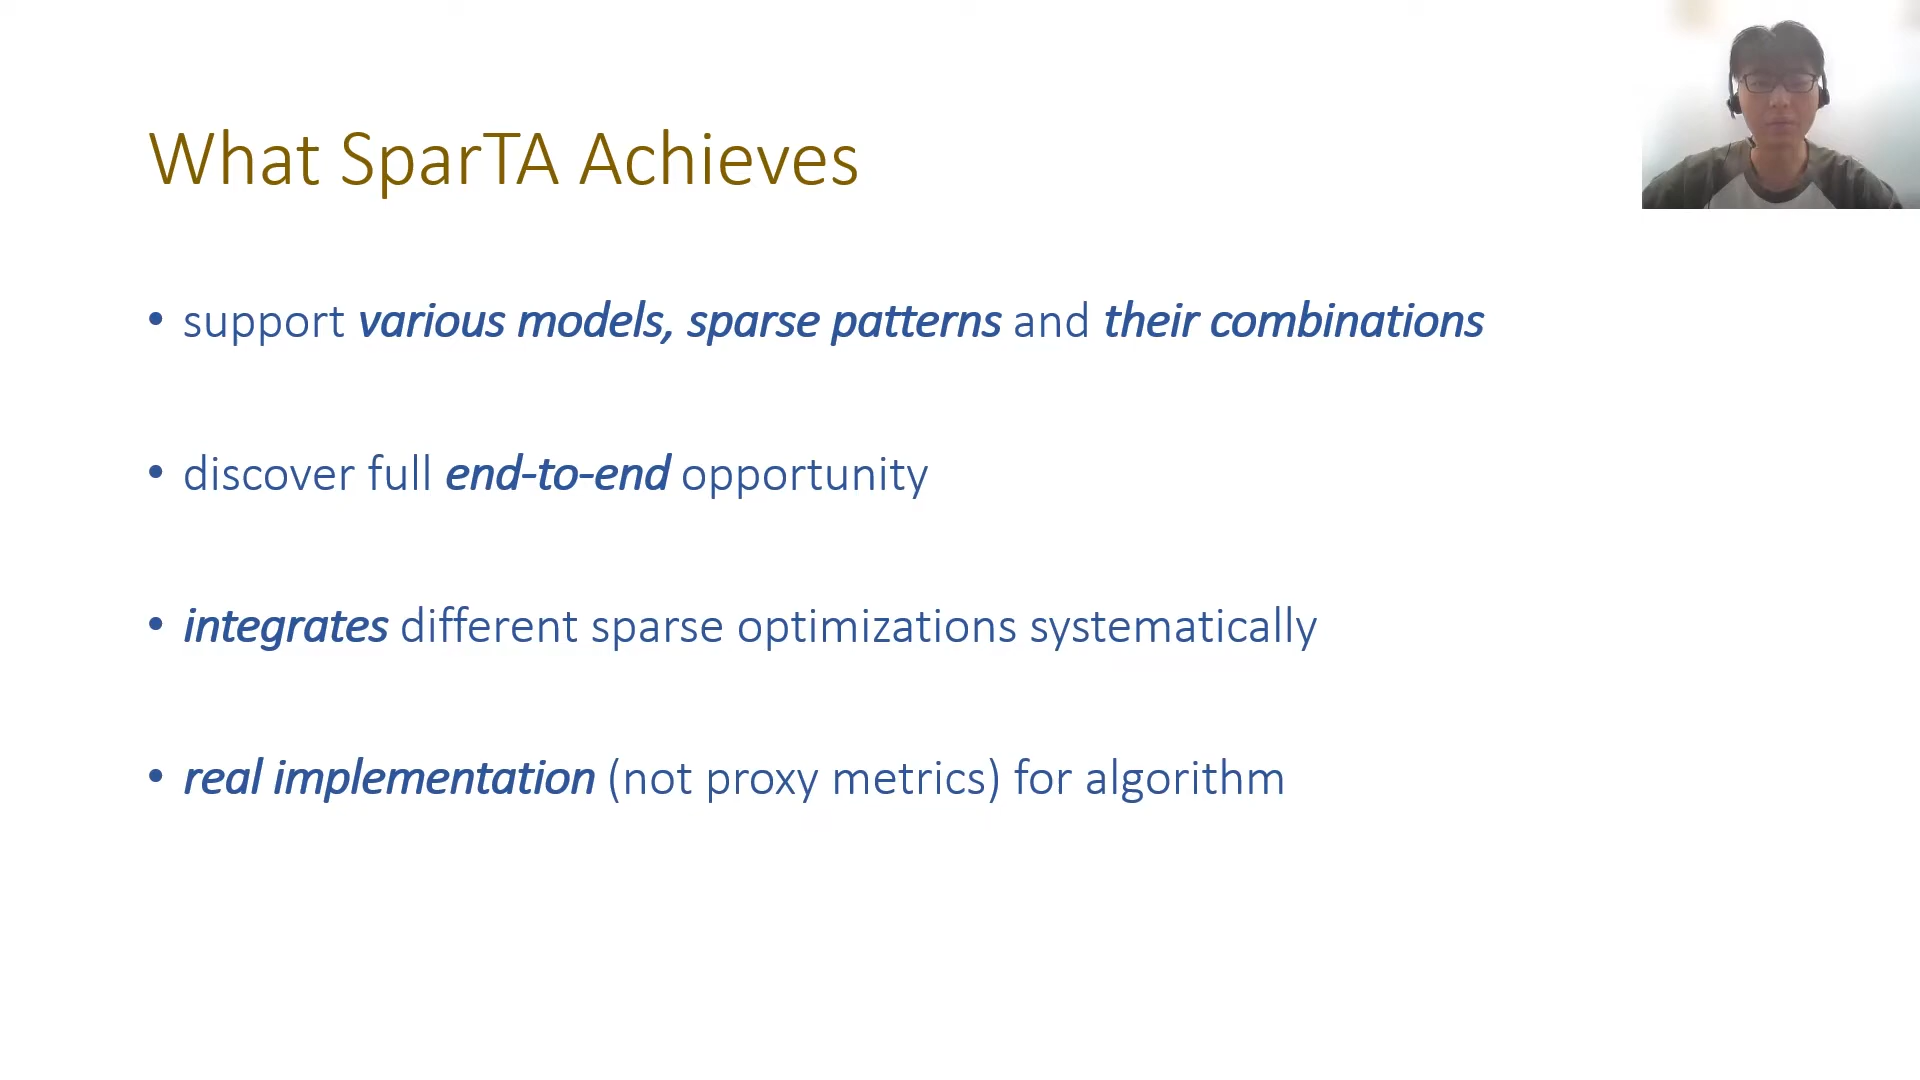 What SparTA Achieves
• support various models, sparse patterns and their combinations
• discover full end-to-end opportunity
• integrates different sparse optimizations systematically
• real implementation (not proxy metrics) for algorithm